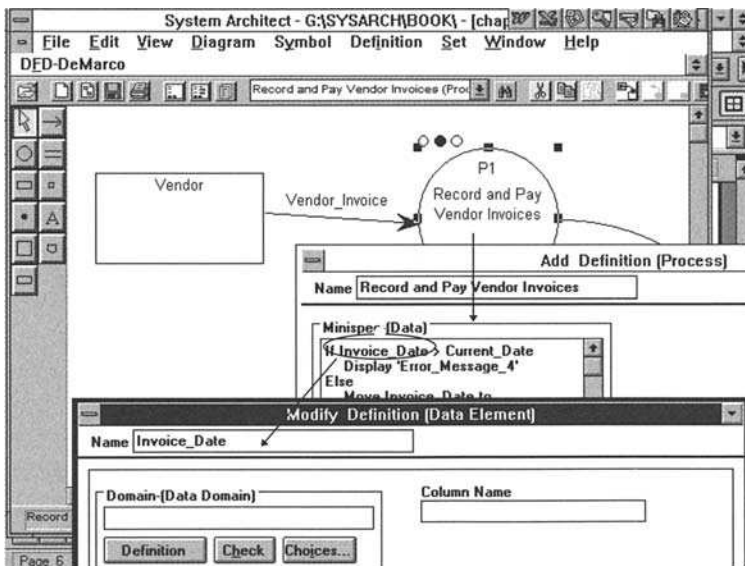 System Architect - G:\SYSARCH\BOOK\ - [chap
File Edit View Diagram Symbol Definition Set Window Help
DFD-DeMarco
Record and Pay Vendor Invoices (Proc
P1
Vendor
Vendor_Invoice
Record and Pay
Vendor Invoices
Add Definition (Process)
Name Record and Pay Vendor Invoices
Minispec-(Data)
If Invoice_Date > Current_Date
Display 'Error_Message_4'
Else
Move Invoice_Date to
Modify Definition (Data Element)
Name Invoice_Date
Domain-(Data Domain)
Column Name
Record
Definition Check Choices...
Page 6